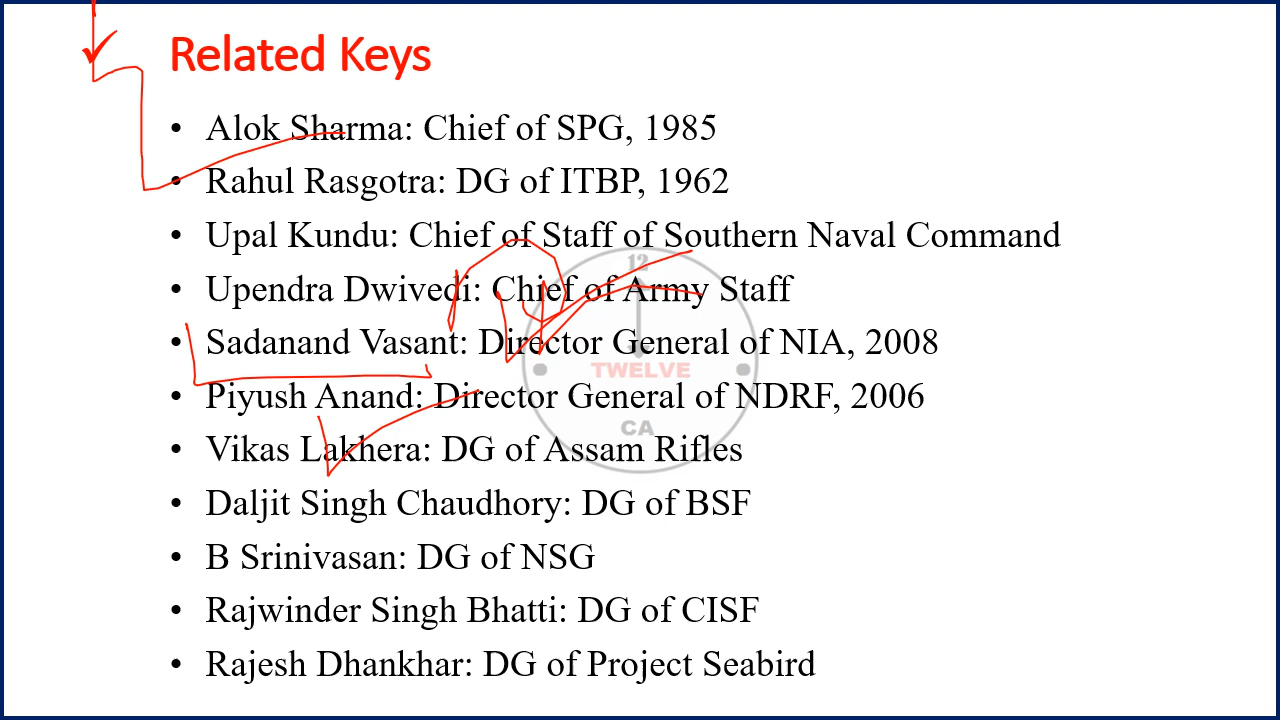 Related Keys
• Alok Sharma: Chief of SPG, 1985
• Rahul Rasgotra: DG of ITBP, 1962
• Upal Kundu: Chief of Staff of Southern Naval Command
• Upendra Dwivedi: Chief of Army Staff
• Sadanand Vasant: Director General of NIA, 2008
• Piyush Anand: Director General of NDRF, 2006
• Vikas Lakhera: DG of Assam Rifles
• Daljit Singh Chaudhory: DG of BSF
• B Srinivasan: DG of NSG
• Rajwinder Singh Bhatti: DG of CISF
• Rajesh Dhankhar: DG of Project Seabird
12
TWELVE
CA